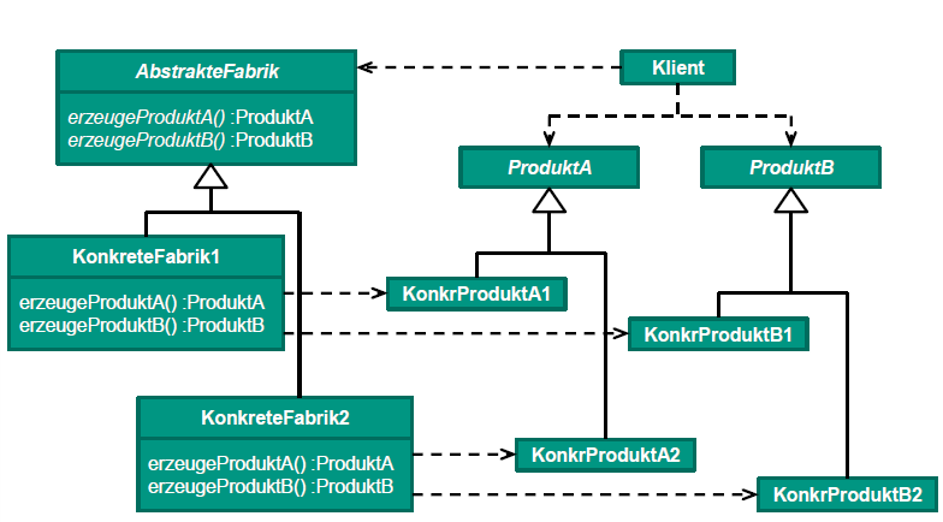 AbstrakteFabrik
erzeugeProduktA() :ProduktA
erzeugeProduktB() :ProduktB
Klient
ProduktA
ProduktB
KonkreteFabrik1
erzeugeProduktA() :ProduktA
erzeugeProduktB() :ProduktB
KonkrProduktA1
KonkrProduktB1
KonkreteFabrik2
erzeugeProduktA() :ProduktA
erzeugeProduktB() :ProduktB
KonkrProduktA2
KonkrProduktB2